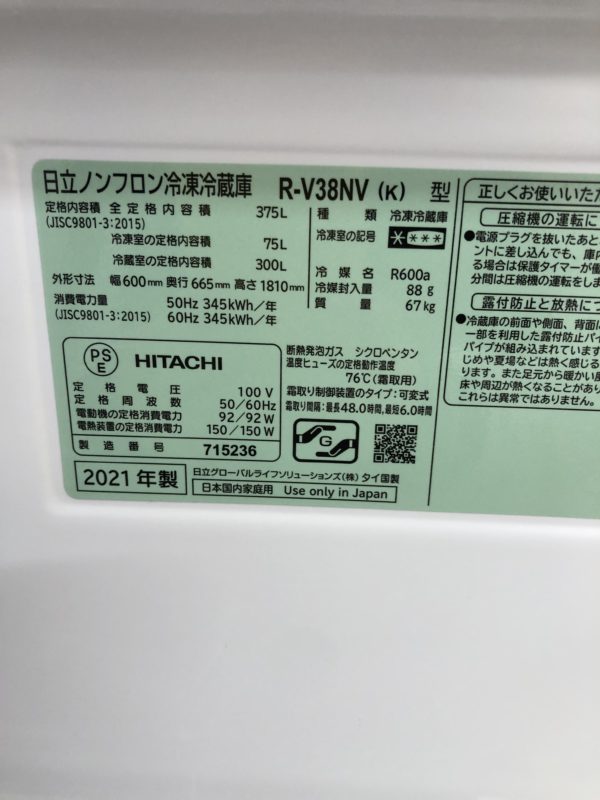 日立ノンフロン冷凍冷蔵庫 R-V38NV (K) 型
定格内容積 全定格内容積 375L
(JISC9801-3:2015)
冷凍室の定格内容積 75L
冷蔵室の定格内容積 300L
外形寸法 幅600mm 奥行665mm 高さ1810mm
消費電力量 50Hz 345kWh/年
(JISC9801-3:2015) 60Hz 345kWh/年
種類 冷凍冷蔵庫
冷凍室の記号
冷媒名 R600a
冷媒封入量 88g
質量 67kg
PSE HITACHI
定格電圧 100V
定格周波数 50/60Hz
電動機の定格消費電力 92/92W
電熱装置の定格消費電力 150/150W
製造番号 715236
断熱発泡ガス シクロペンタン
温度ヒューズの定格動作温度
76℃(霜取用)
霜取り制御装置のタイプ:可変式
霜取り間隔:最長48.0時間,最短6.0時間
G
2021年製
日立グローバルライフソリューションズ(株) タイ国製
日本国内家庭用 Use only in Japan
正しくお使いいた
圧縮機の運転に
●電源プラグを抜いたあと
ントに差し込んでも、庫内
る場合は保護タイマーが働
分間は圧縮機の運転をしま
露付防止と放熱につ
●冷蔵庫の前面や側面、背面に
一部を利用した露付防止パイ
パイプが組み込まれています
じめや夏場などは熱く感じる
ります。また足元から暖かい風
床や周辺が熱くなることがあり
これらは異常ではありません。